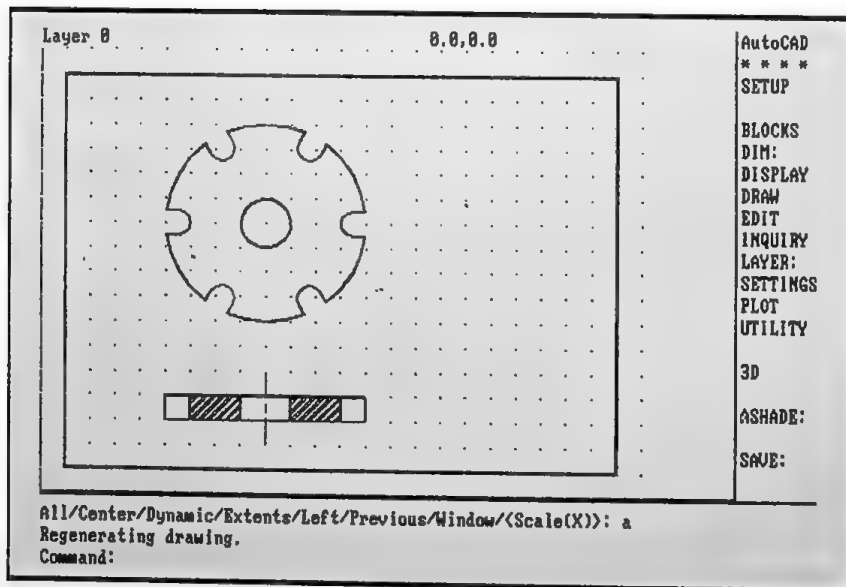 Layer 0 0.0,0.0
AutoCAD
* * * *
SETUP
BLOCKS
DIM:
DISPLAY
DRAW
EDIT
INQUIRY
LAYER:
SETTINGS
PLOT
UTILITY
3D
ASHADE:
SAVE:
All/Center/Dynamic/Extents/Left/Previous/Window/<Scale(X)>: a
Regenerating drawing.
Command: